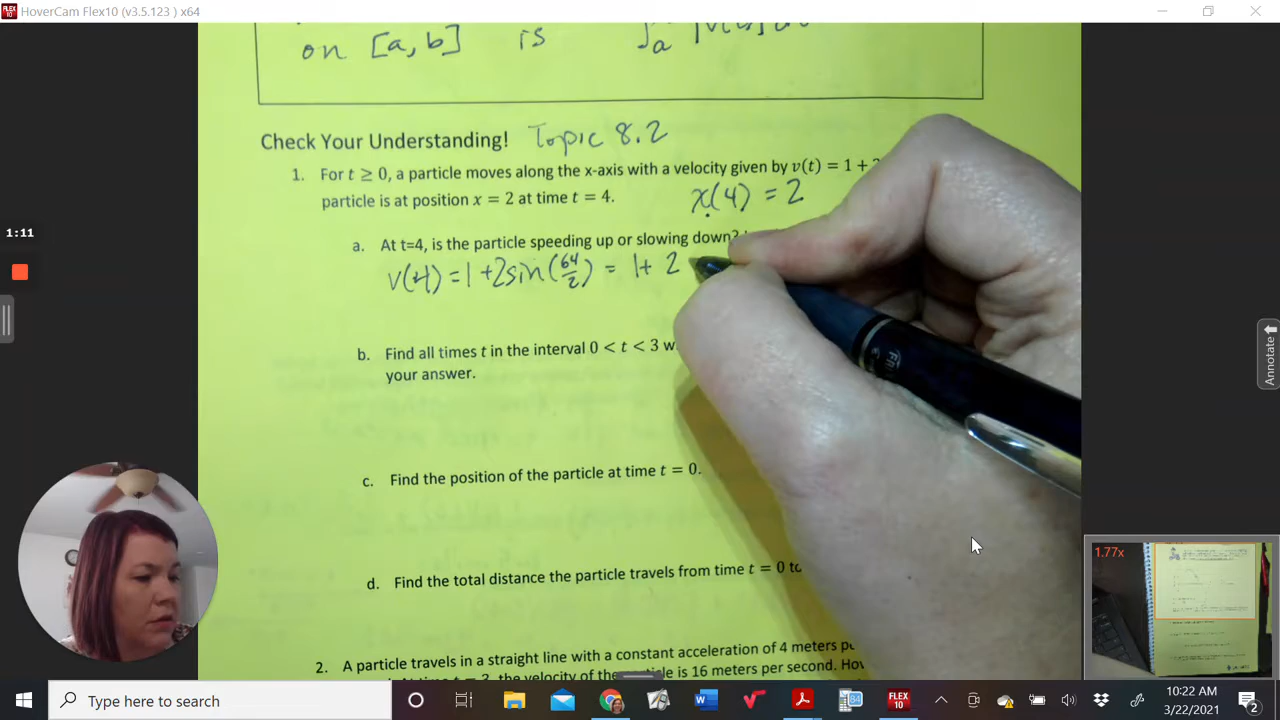 HoverCam Flex10 (v3.5.123) x64
on [a, b] is ∫a |v(t)|
Check Your Understanding! Topic 8.2
1. For t ≥ 0, a particle moves along the x-axis with a velocity given by v(t) = 1 +
particle is at position x = 2 at time t = 4. x(4) = 2
1:11
a. At t=4, is the particle speeding up or slowing down?
v(4) = 1 + 2sin(64/2) = 1 + 2
b. Find all times t in the interval 0 < t < 3
your answer.
Annotate
c. Find the position of the particle at time t = 0.
1.77x
d. Find the total distance the particle travels from time t = 0 to
2. A particle travels in a straight line with a constant acceleration of 4 meters
the velocity of the particle is 16 meters per second.
Type here to search
FLEX 10
10:22 AM
3/22/2021
2